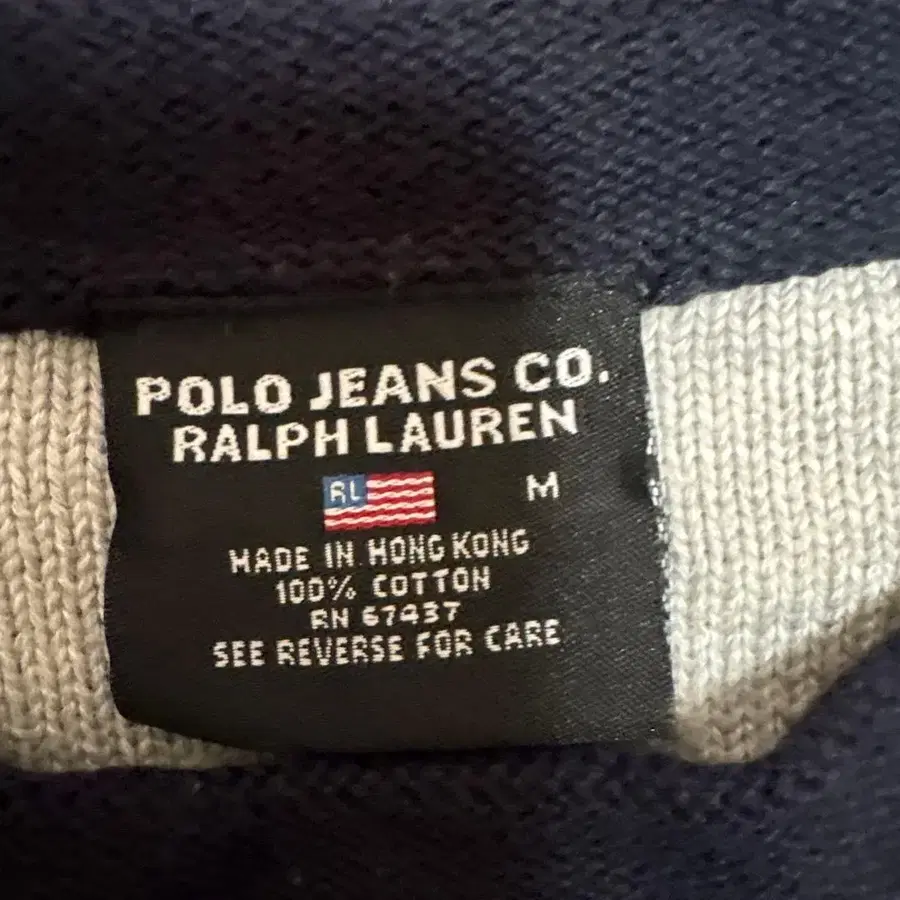 POLO JEANS CO.
RALPH LAUREN
RL M
MADE IN HONG KONG
100% COTTON
RN 67437
SEE REVERSE FOR CARE